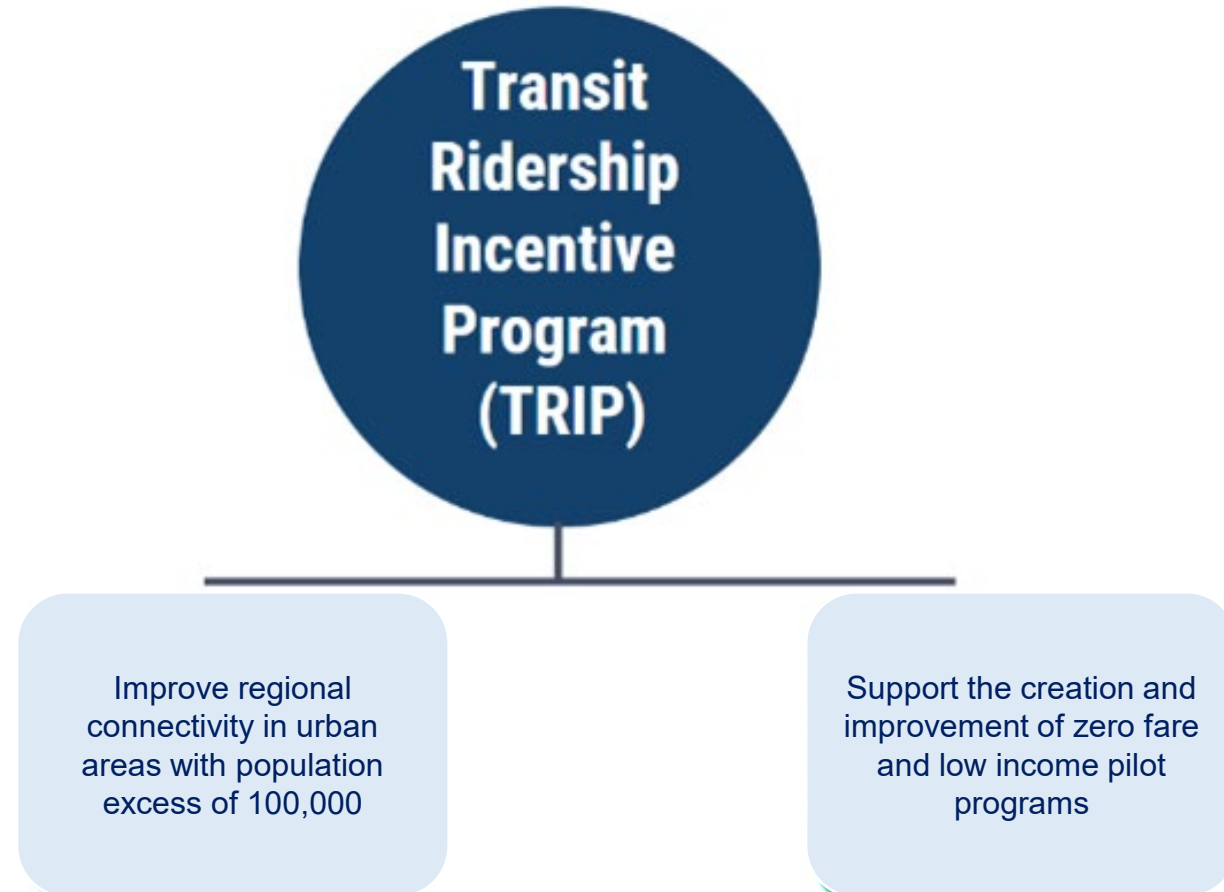 Transit
Ridership
Incentive
Program
(TRIP)
Improve regional
connectivity in urban
areas with population
excess of 100,000
Support the creation and
improvement of zero fare
and low income pilot
programs